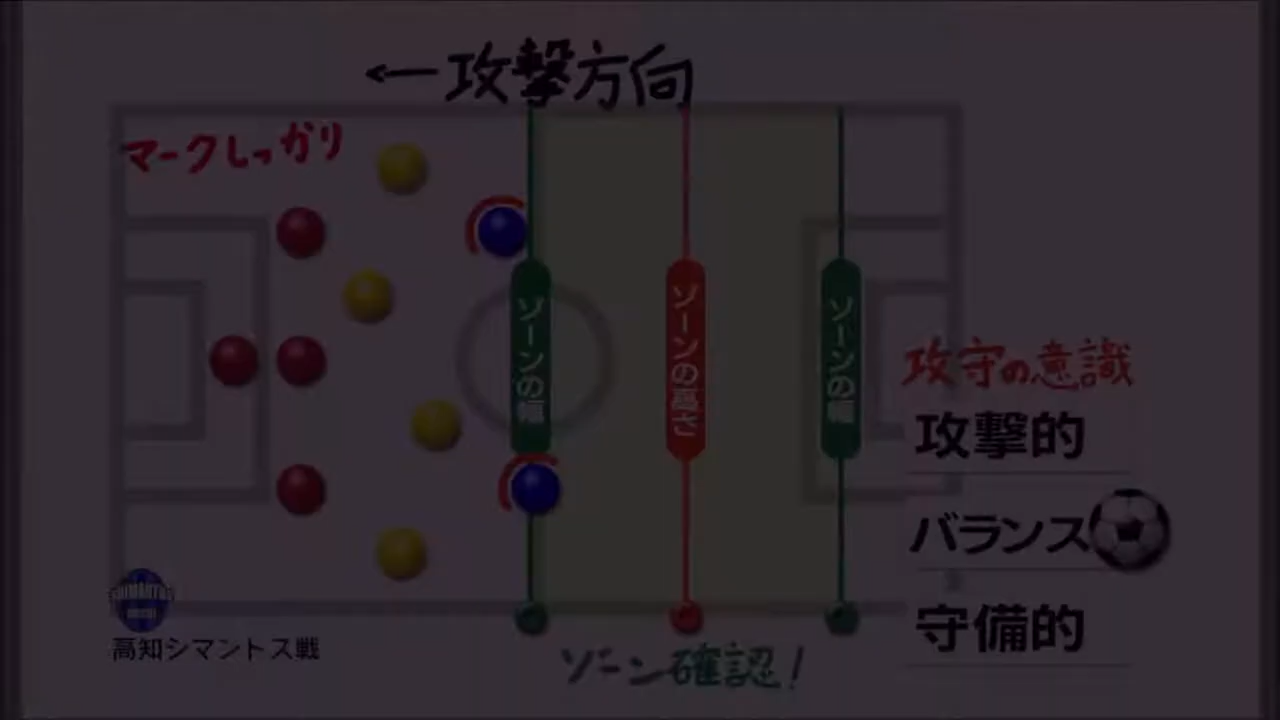 ←攻撃方向
マークしっかり
ゾーンの幅
ゾーンの高さ
ゾーンの幅
攻守の意識
攻撃的
バランス
守備的
高知シマントス戦
ゾーン確認!